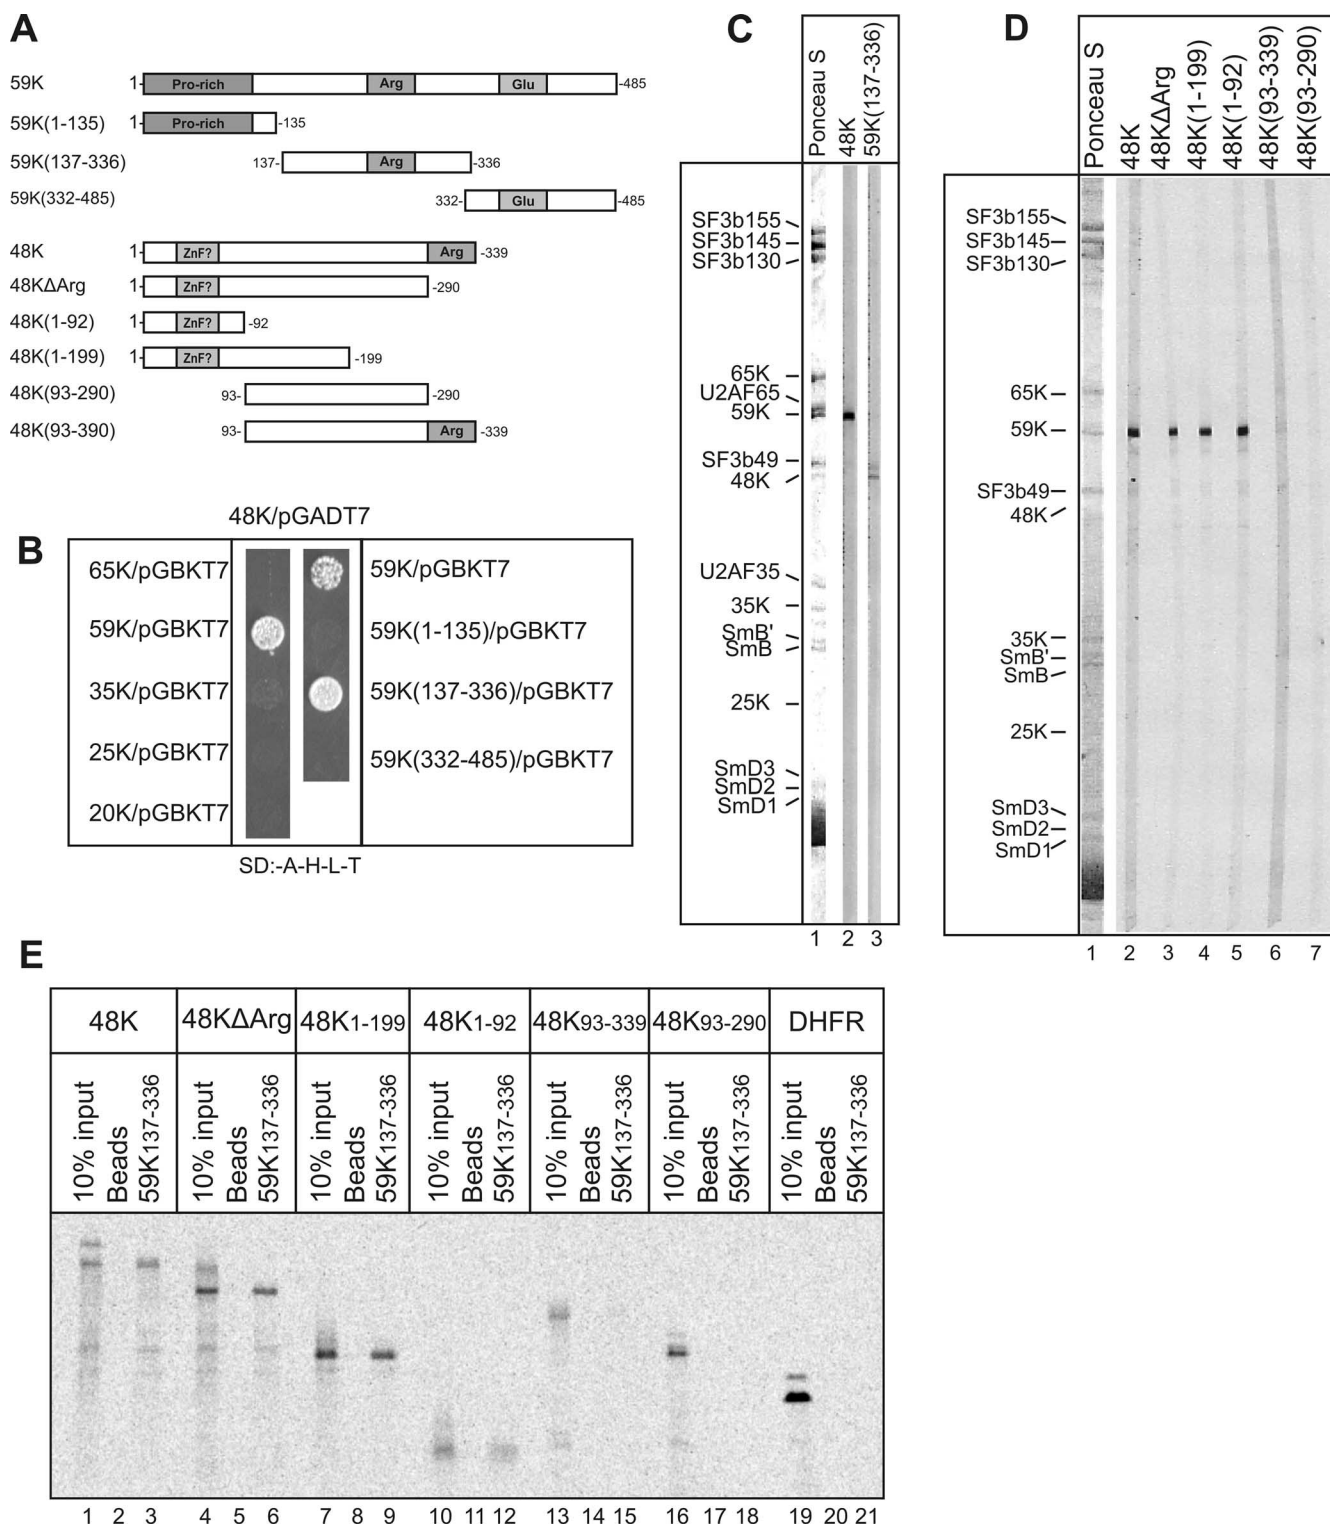 A
59K 1- Pro-rich Arg Glu -485
59K(1-135) 1- Pro-rich -135
59K(137-336) 137- Arg -336
59K(332-485) 332- Glu -485
48K 1- ZnF? Arg -339
48KΔArg 1- ZnF? -290
48K(1-92) 1- ZnF? -92
48K(1-199) 1- ZnF? -199
48K(93-290) 93- -290
48K(93-390) 93- Arg -339
B
48K/pGADT7
65K/pGBKT7 59K/pGBKT7
59K/pGBKT7 59K(1-135)/pGBKT7
35K/pGBKT7 59K(137-336)/pGBKT7
25K/pGBKT7 59K(332-485)/pGBKT7
20K/pGBKT7
SD:-A-H-L-T
C
Ponceau S
48K
59K(137-336)
SF3b155
SF3b145
SF3b130
65K
U2AF65
59K
SF3b49
48K
U2AF35
35K
SmB'
SmB
25K
SmD3
SmD2
SmD1
1 2 3
D
Ponceau S
48K
48KΔArg
48K(1-199)
48K(1-92)
48K(93-339)
48K(93-290)
SF3b155
SF3b145
SF3b130
65K
59K
SF3b49
48K
35K
SmB'
SmB
25K
SmD3
SmD2
SmD1
1 2 3 4 5 6 7
E
48K 48KΔArg 48K1-199 48K1-92 48K93-339 48K93-290 DHFR
10% input
Beads
59K137-336
10% input
Beads
59K137-336
10% input
Beads
59K137-336
10% input
Beads
59K137-336
10% input
Beads
59K137-336
10% input
Beads
59K137-336
10% input
Beads
59K137-336
1 2 3 4 5 6 7 8 9 10 11 12 13 14 15 16 17 18 19 20 21